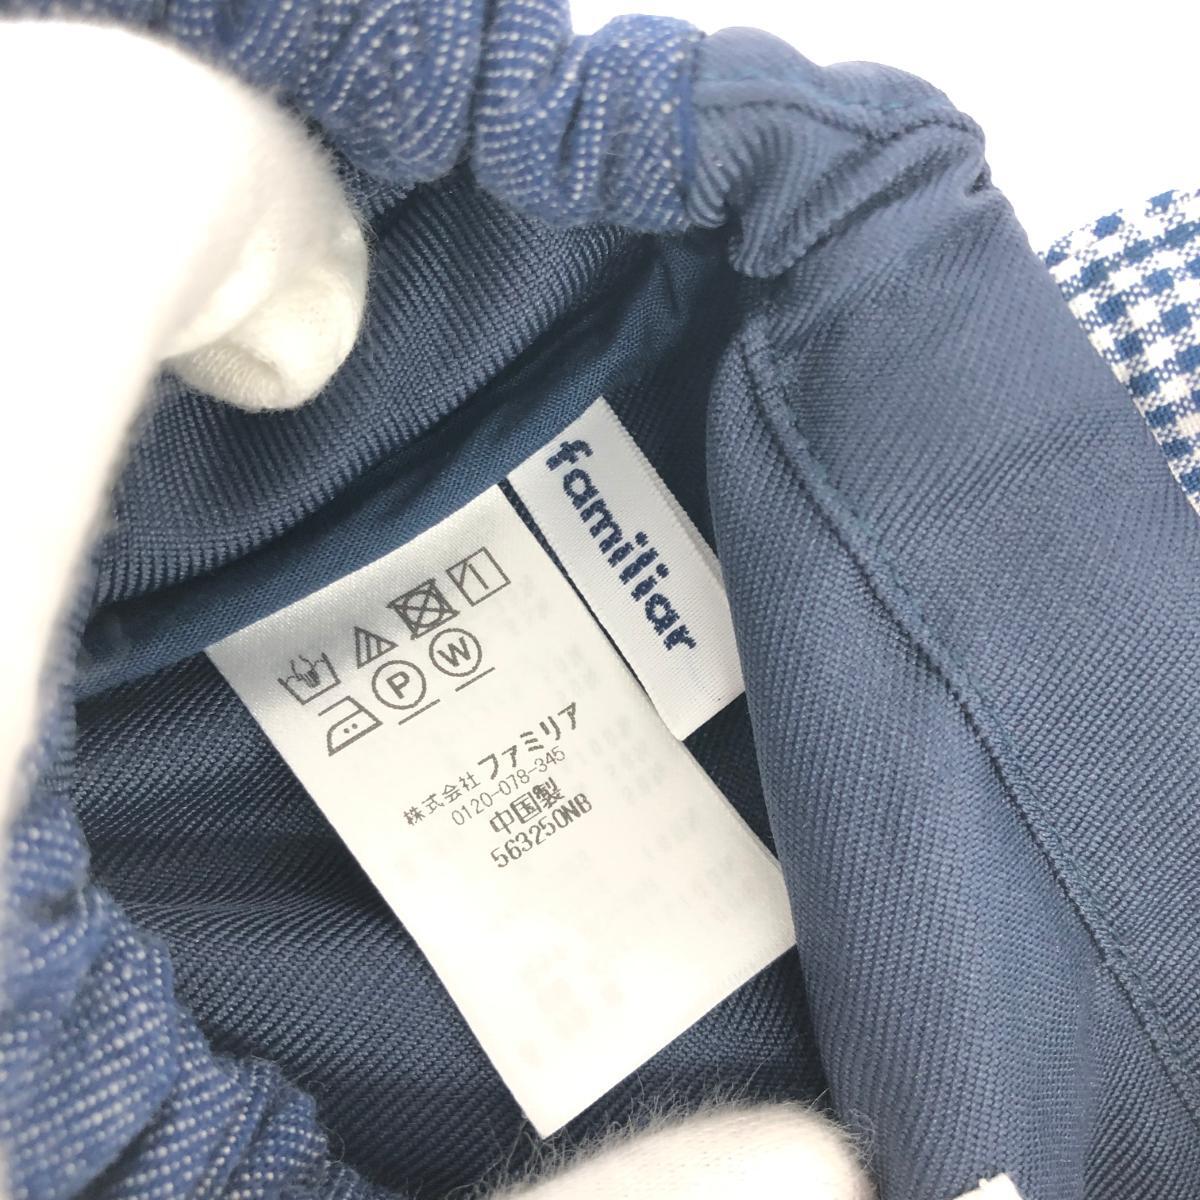 familiar
P W
株式会社 ファミリア
0120-078-345
中国製
563250NB